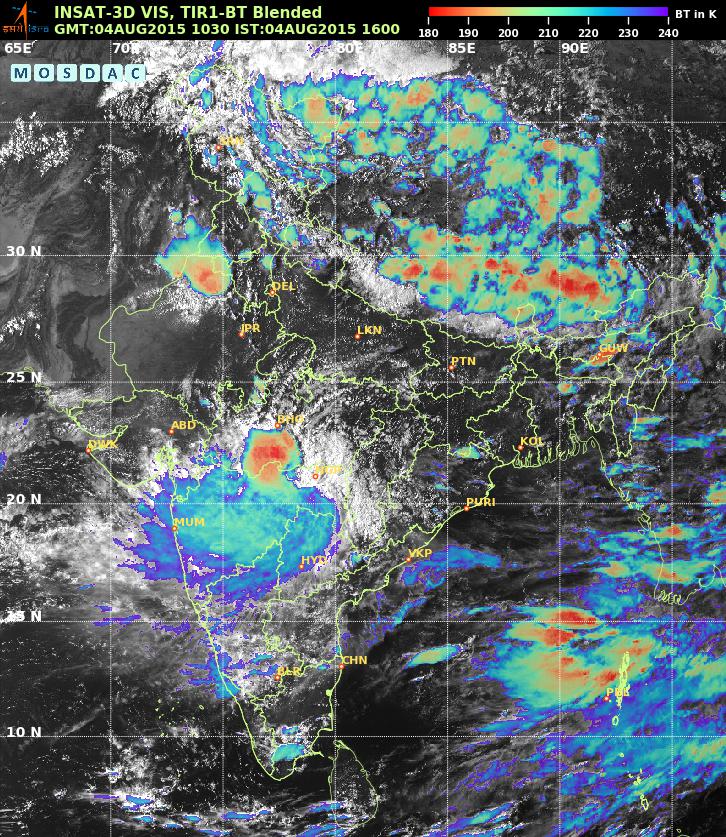 INSAT-3D VIS, TIR1-BT Blended
GMT:04AUG2015 1030 IST:04AUG2015 1600
BT in K
180 190 200 210 220 230 240
65E 70E 80E 85E 90E
M O S D A C
30 N
DEL
JPR
LKN
GUW
PTN
25 N
BHO
ABD
DWK
KOL
NGP
20 N
PURI
MUM
VKP
HYD
15 N
CHN
BLR
PBL
10 N